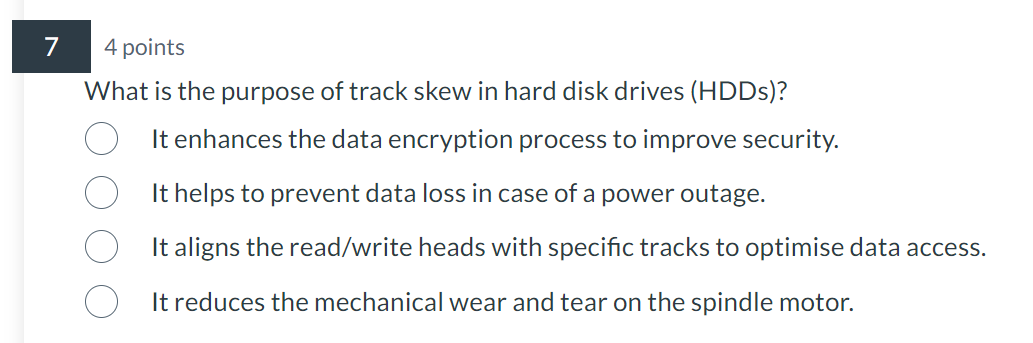 7
4 points
What is the purpose of track skew in hard disk drives (HDDs)?
It enhances the data encryption process to improve security.
It helps to prevent data loss in case of a power outage.
It aligns the read/write heads with specific tracks to optimise data access.
It reduces the mechanical wear and tear on the spindle motor.